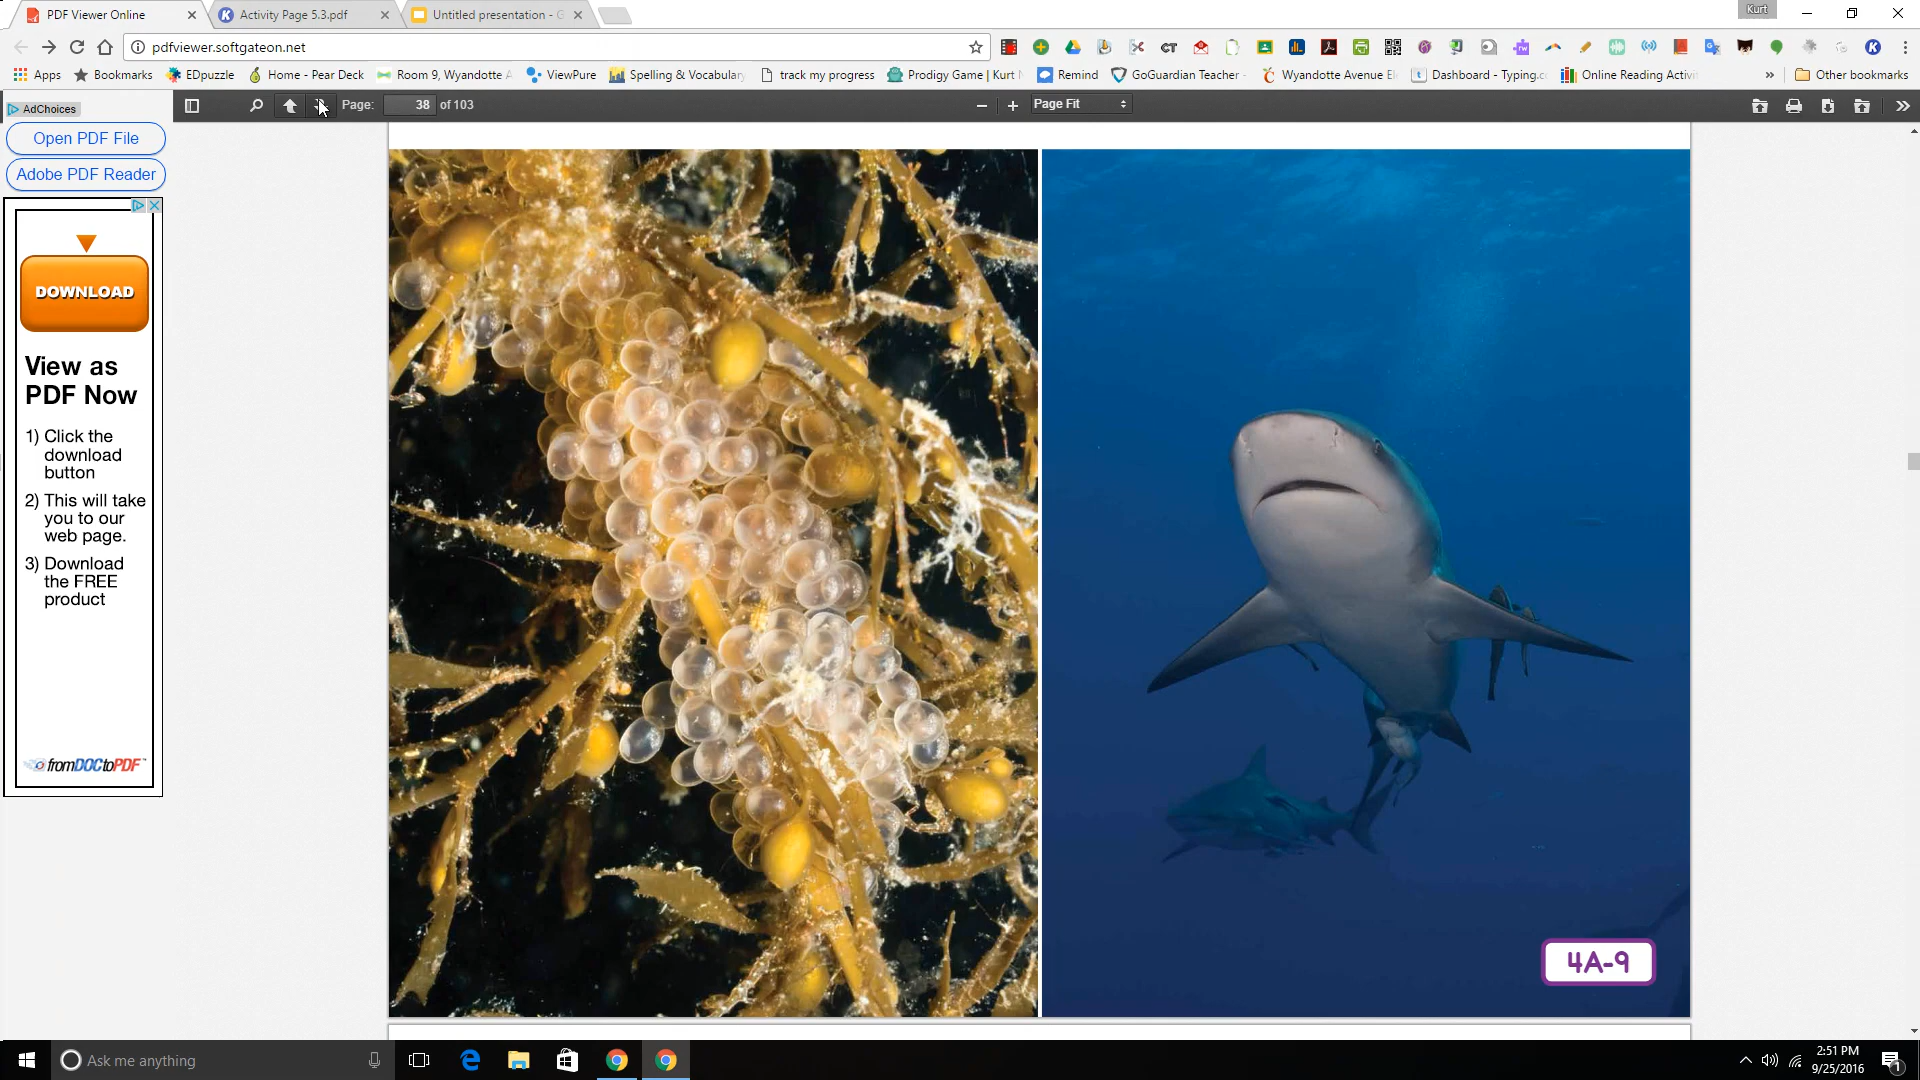 PDF Viewer Online
Activity Page 5.3.pdf
Untitled presentation - G
Kurt
pdfviewer.softgateon.net
Apps
Bookmarks
EDpuzzle
Home - Pear Deck
Room 9, Wyandotte A
ViewPure
Spelling & Vocabulary
track my progress
Prodigy Game | Kurt
Remind
GoGuardian Teacher
Wyandotte Avenue El
Dashboard - Typing.c
Online Reading Activi
»
Other bookmarks
AdChoices
Page: 38 of 103
Page Fit
Open PDF File
Adobe PDF Reader
DOWNLOAD
View as
PDF Now
1) Click the
download
button
2) This will take
you to our
web page.
3) Download
the FREE
product
fromDOCtoPDF™
4A-9
Ask me anything
2:51 PM
9/25/2016
1